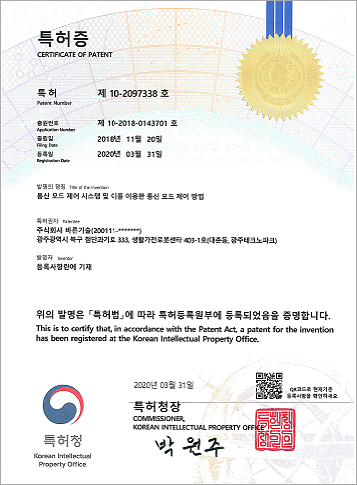 특허증
CERTIFICATE OF PATENT
특 허 제 10-2097338 호
Patent Number
출원번호 제 10-2018-0143701 호
Application Number
출원일 2018년 11월 20일
Filing Date
등록일 2020년 03월 31일
Registration Date
발명의 명칭 Title of the Invention
통신 모드 제어 시스템 및 이를 이용한 통신 모드 제어 방법
특허권자 Patentee
주식회사 바른기술(200111-*******)
광주광역시 북구 첨단과기로 333, 생활가전로봇센타 403-1호(대촌동, 광주테크노파크)
발명자 Inventor
등록사항란에 기재
위의 발명은 「특허법」에 따라 특허등록원부에 등록되었음을 증명합니다.
This is to certify that, in accordance with the Patent Act, a patent for the invention
has been registered at the Korean Intellectual Property Office.
2020년 03월 31일
QR코드로 현재기준
등록사항을 확인하세요
특허청장
COMMISSIONER,
KOREAN INTELLECTUAL PROPERTY OFFICE
박원주
특허청
Korean Intellectual
Property Office